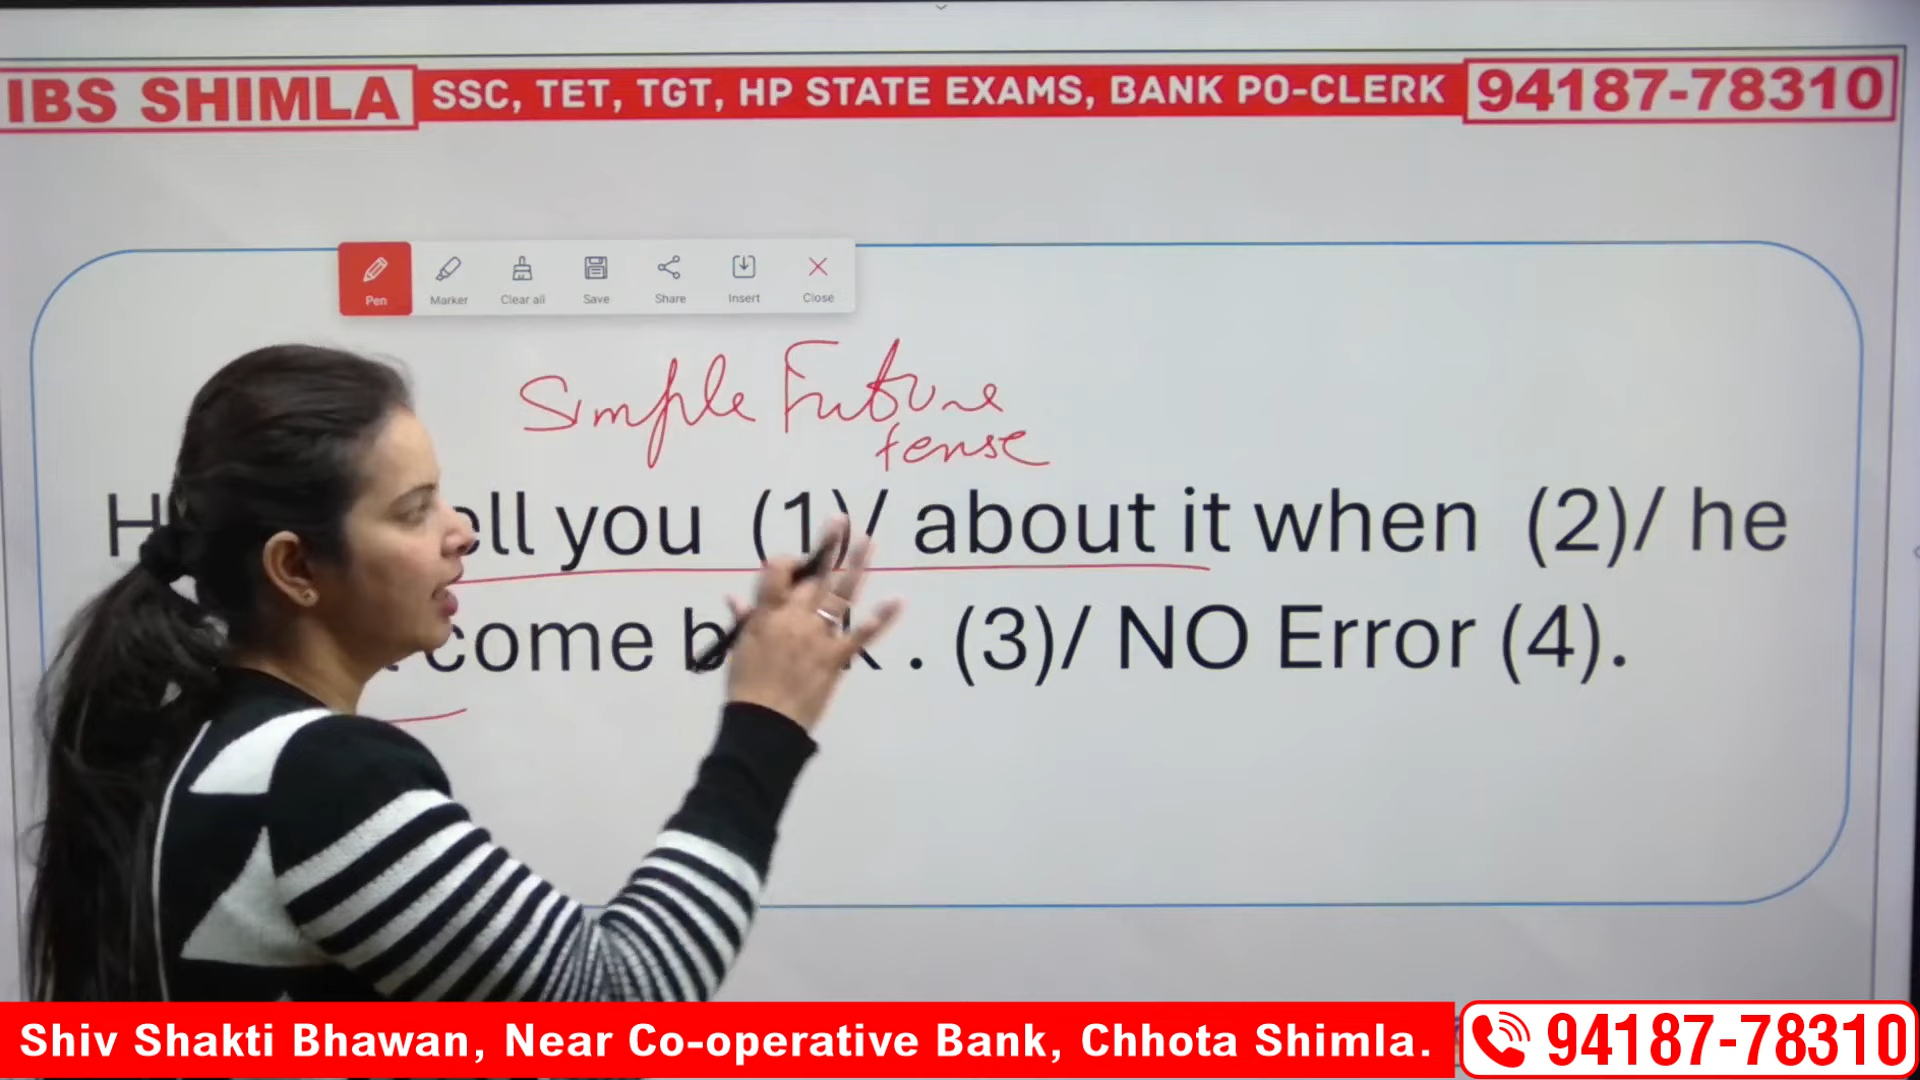 IBS SHIMLA SSC, TET, TGT, HP STATE EXAMS, BANK PO-CLERK 94187-78310
Pen Marker Clear all Save Share Insert Close
Simple Future
tense
you (1)/ about it when (2)/ he
come . (3)/ NO Error (4).
Shiv Shakti Bhawan, Near Co-operative Bank, Chhota Shimla. 94187-78310